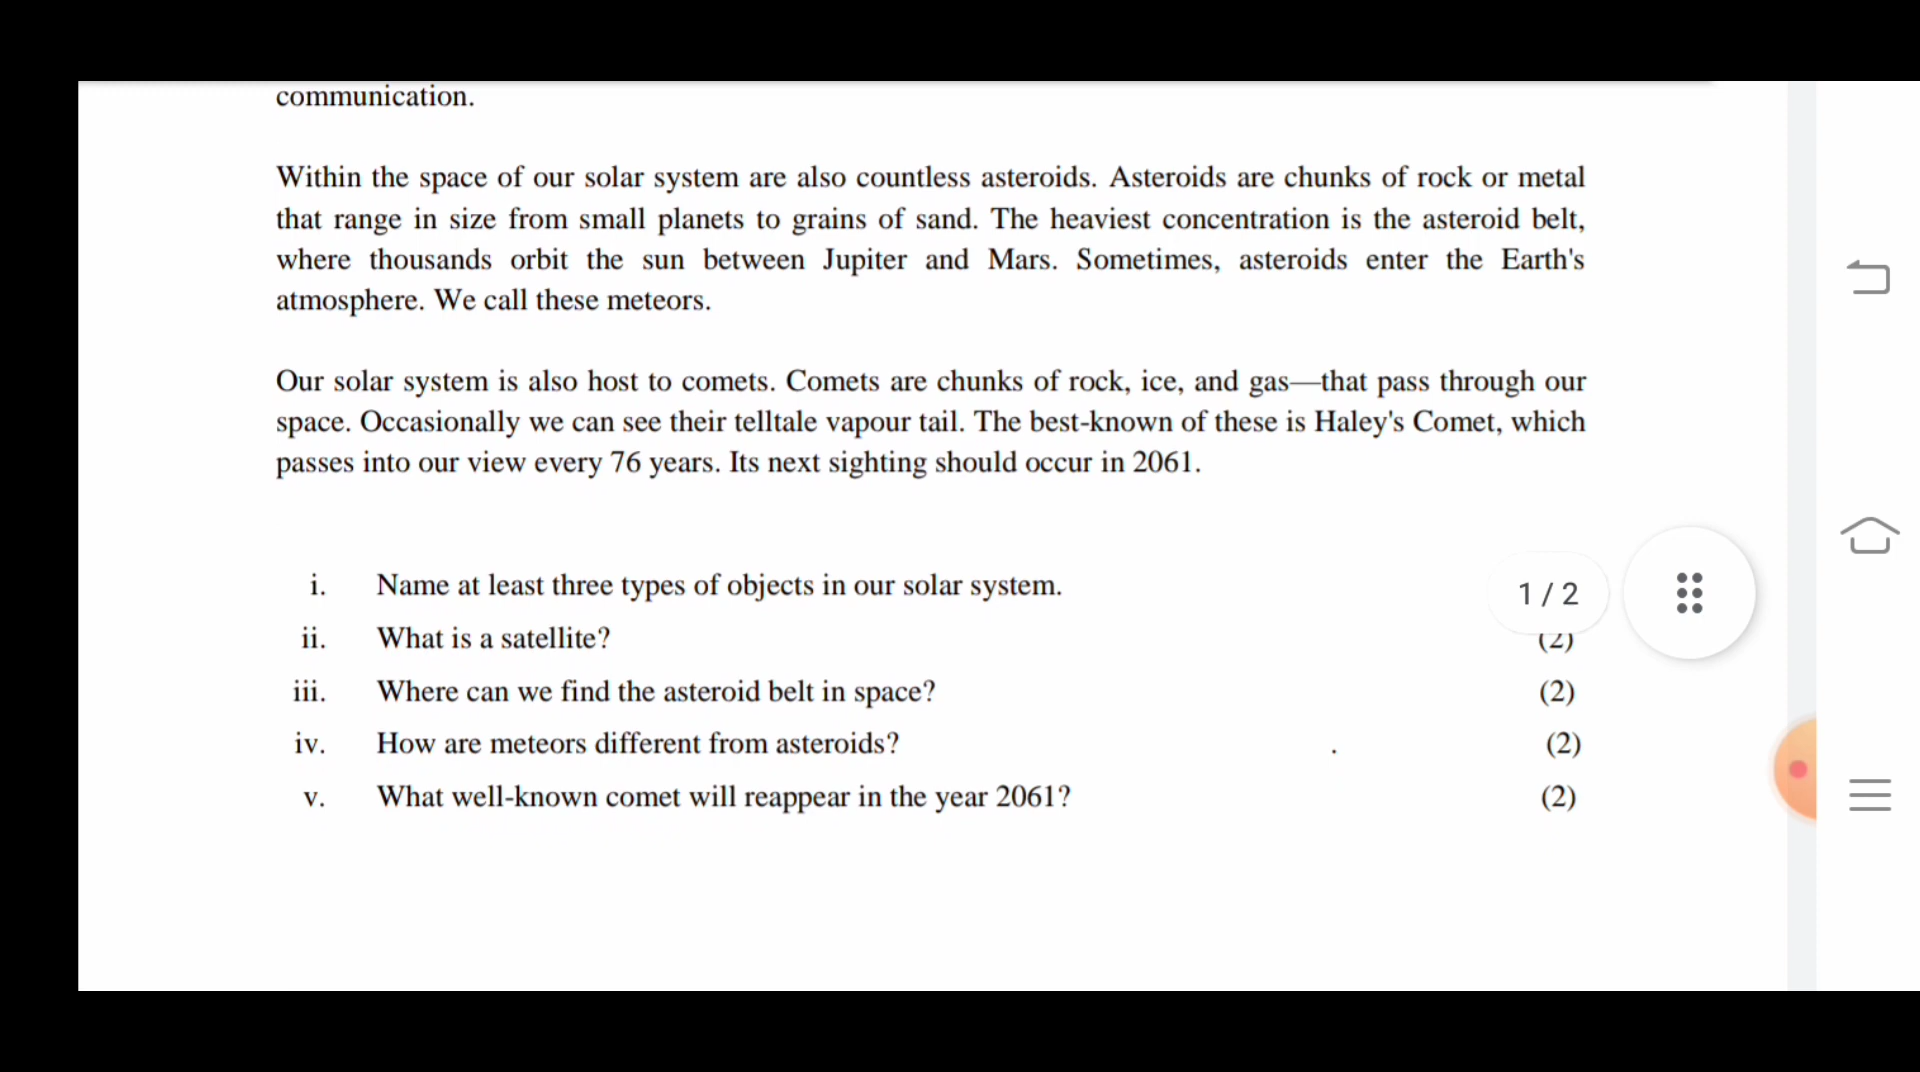 communication.
Within the space of our solar system are also countless asteroids. Asteroids are chunks of rock or metal
that range in size from small planets to grains of sand. The heaviest concentration is the asteroid belt,
where thousands orbit the sun between Jupiter and Mars. Sometimes, asteroids enter the Earth's
atmosphere. We call these meteors.
Our solar system is also host to comets. Comets are chunks of rock, ice, and gas—that pass through our
space. Occasionally we can see their telltale vapour tail. The best-known of these is Haley's Comet, which
passes into our view every 76 years. Its next sighting should occur in 2061.
i. Name at least three types of objects in our solar system.
1 / 2
ii. What is a satellite? (2)
iii. Where can we find the asteroid belt in space? (2)
iv. How are meteors different from asteroids? . (2)
v. What well-known comet will reappear in the year 2061? (2)